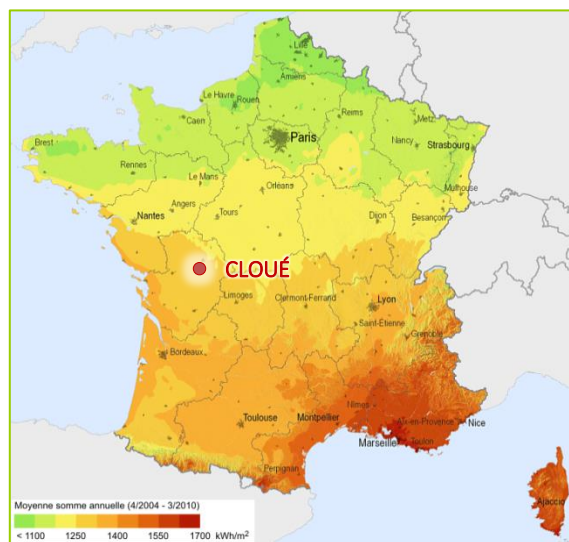 Lille
Amiens
Le Havre
Rouen
Caen
Reims
Metz
Paris
Nancy
Strasbourg
Brest
Rennes
Le Mans
Orléans
Mulhouse
Angers
Nantes
Tours
Dijon
Besançon
CLOUÉ
Limoges
Clermont-Ferrand
Lyon
Saint-Etienne
Grenoble
Bordeaux
Nimes
Toulouse
Montpellier
Aix-en-Provence
Nice
Marseille
Toulon
Perpignan
Ajaccio
Moyenne somme annuelle (4/2004 - 3/2010)
< 1100 1250 1400 1550 1700 kWh/m²